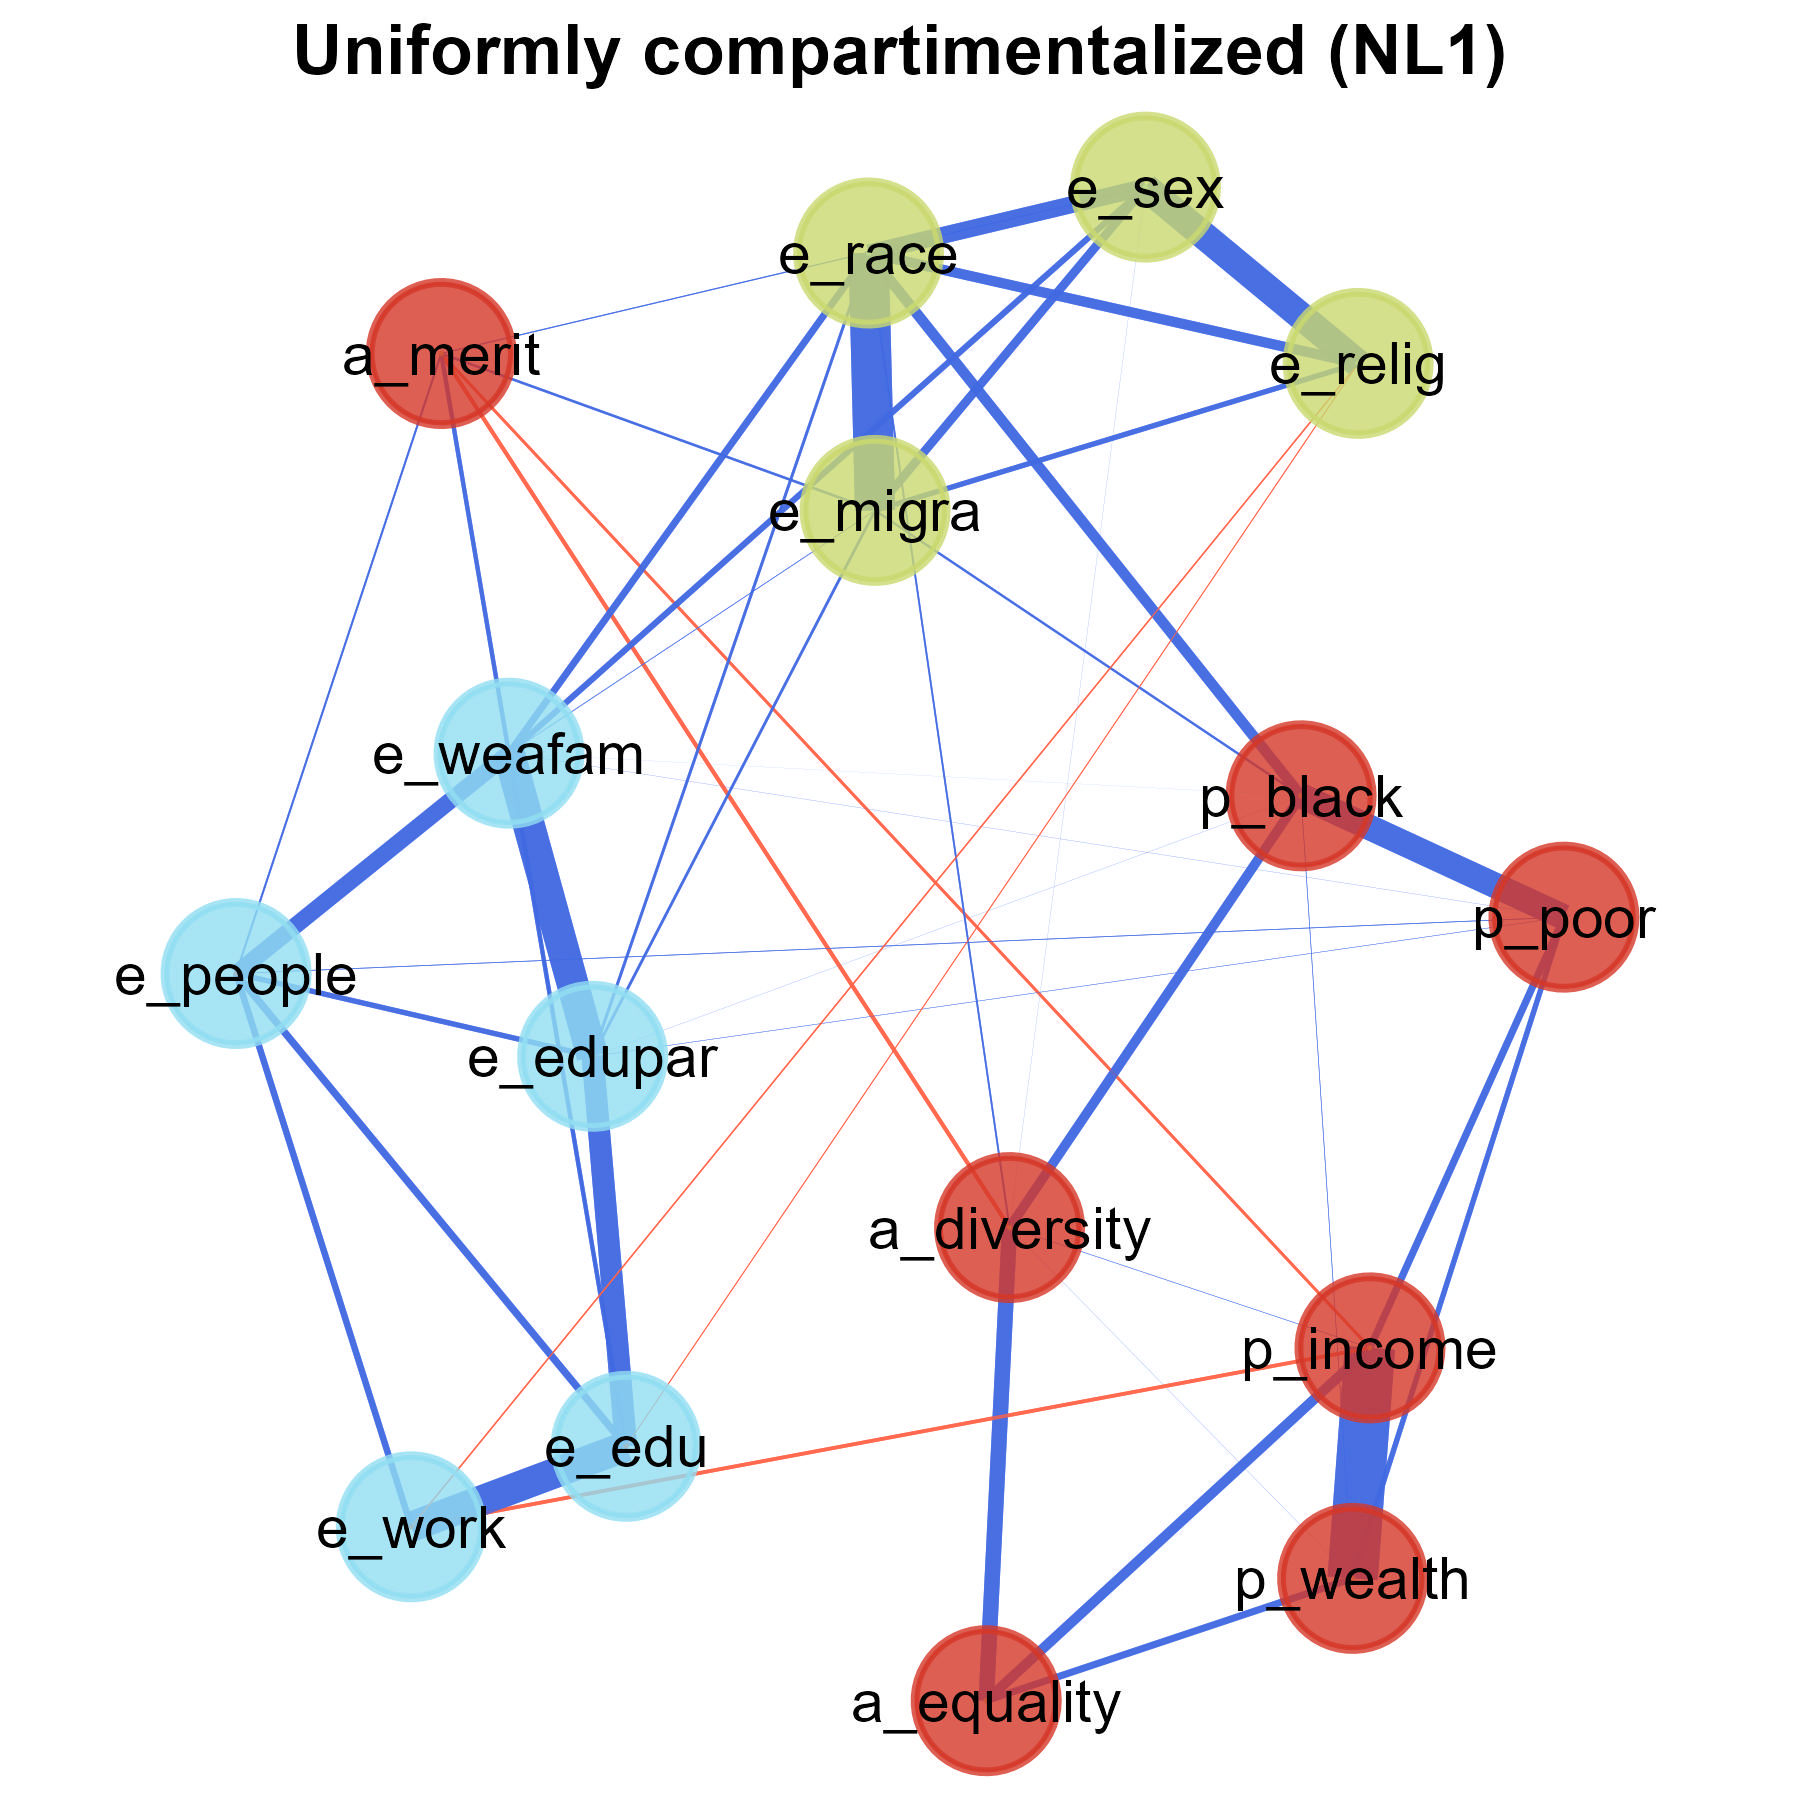 Uniformly compartimentalized (NL1)
e_sex
e_race
a_merit
e_relig
e_migra
e_weafam
p_black
p_poor
e_people
e_edupar
a_diversity
p_income
e_edu
e_work
p_wealth
a_equality